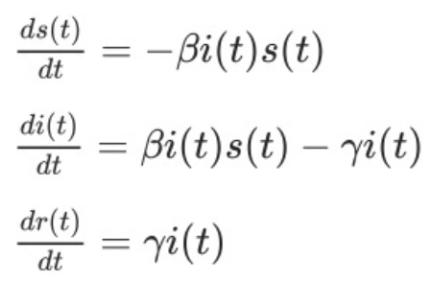 ds(t)/dt = −βi(t)s(t)
di(t)/dt = βi(t)s(t) − γi(t)
dr(t)/dt = γi(t)